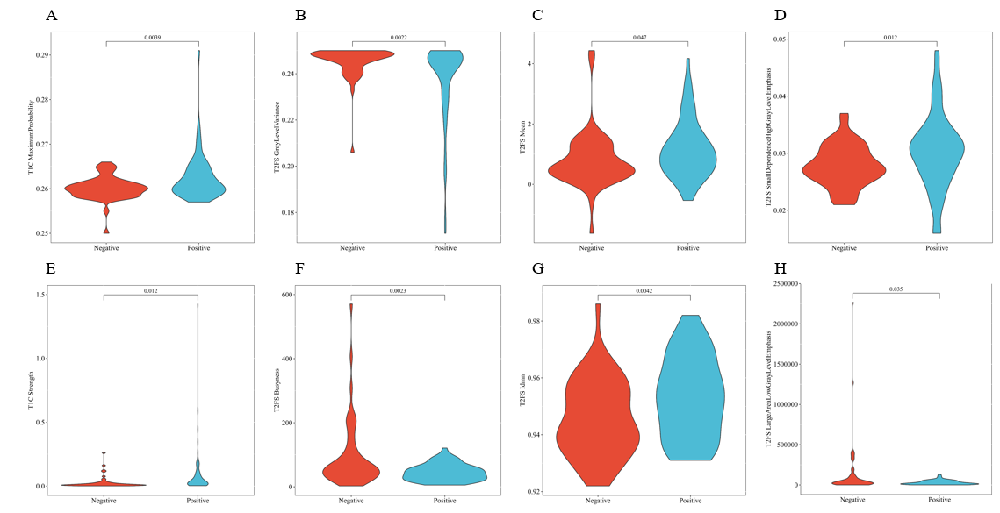 A
0.0039
T1C MaximumProbability
0.29
0.28
0.27
0.26
0.25
Negative
Positive
B
0.0022
T2FS GrayLevelVariance
0.24
0.22
0.20
0.18
Negative
Positive
C
0.047
T2FS Mean
4
2
0
Negative
Positive
D
0.012
T2FS SmallDependenceHighGrayLevelEmphasis
0.05
0.04
0.03
0.02
Negative
Positive
E
0.012
T1C Strength
1.5
1.0
0.5
0.0
Negative
Positive
F
0.0023
T2FS Busyness
600
400
200
0
Negative
Positive
G
0.0042
T2FS Idmn
0.98
0.96
0.94
0.92
Negative
Positive
H
0.035
T2FS LargeAreaLowGrayLevelEmphasis
2500000
2000000
1500000
1000000
500000
0
Negative
Positive